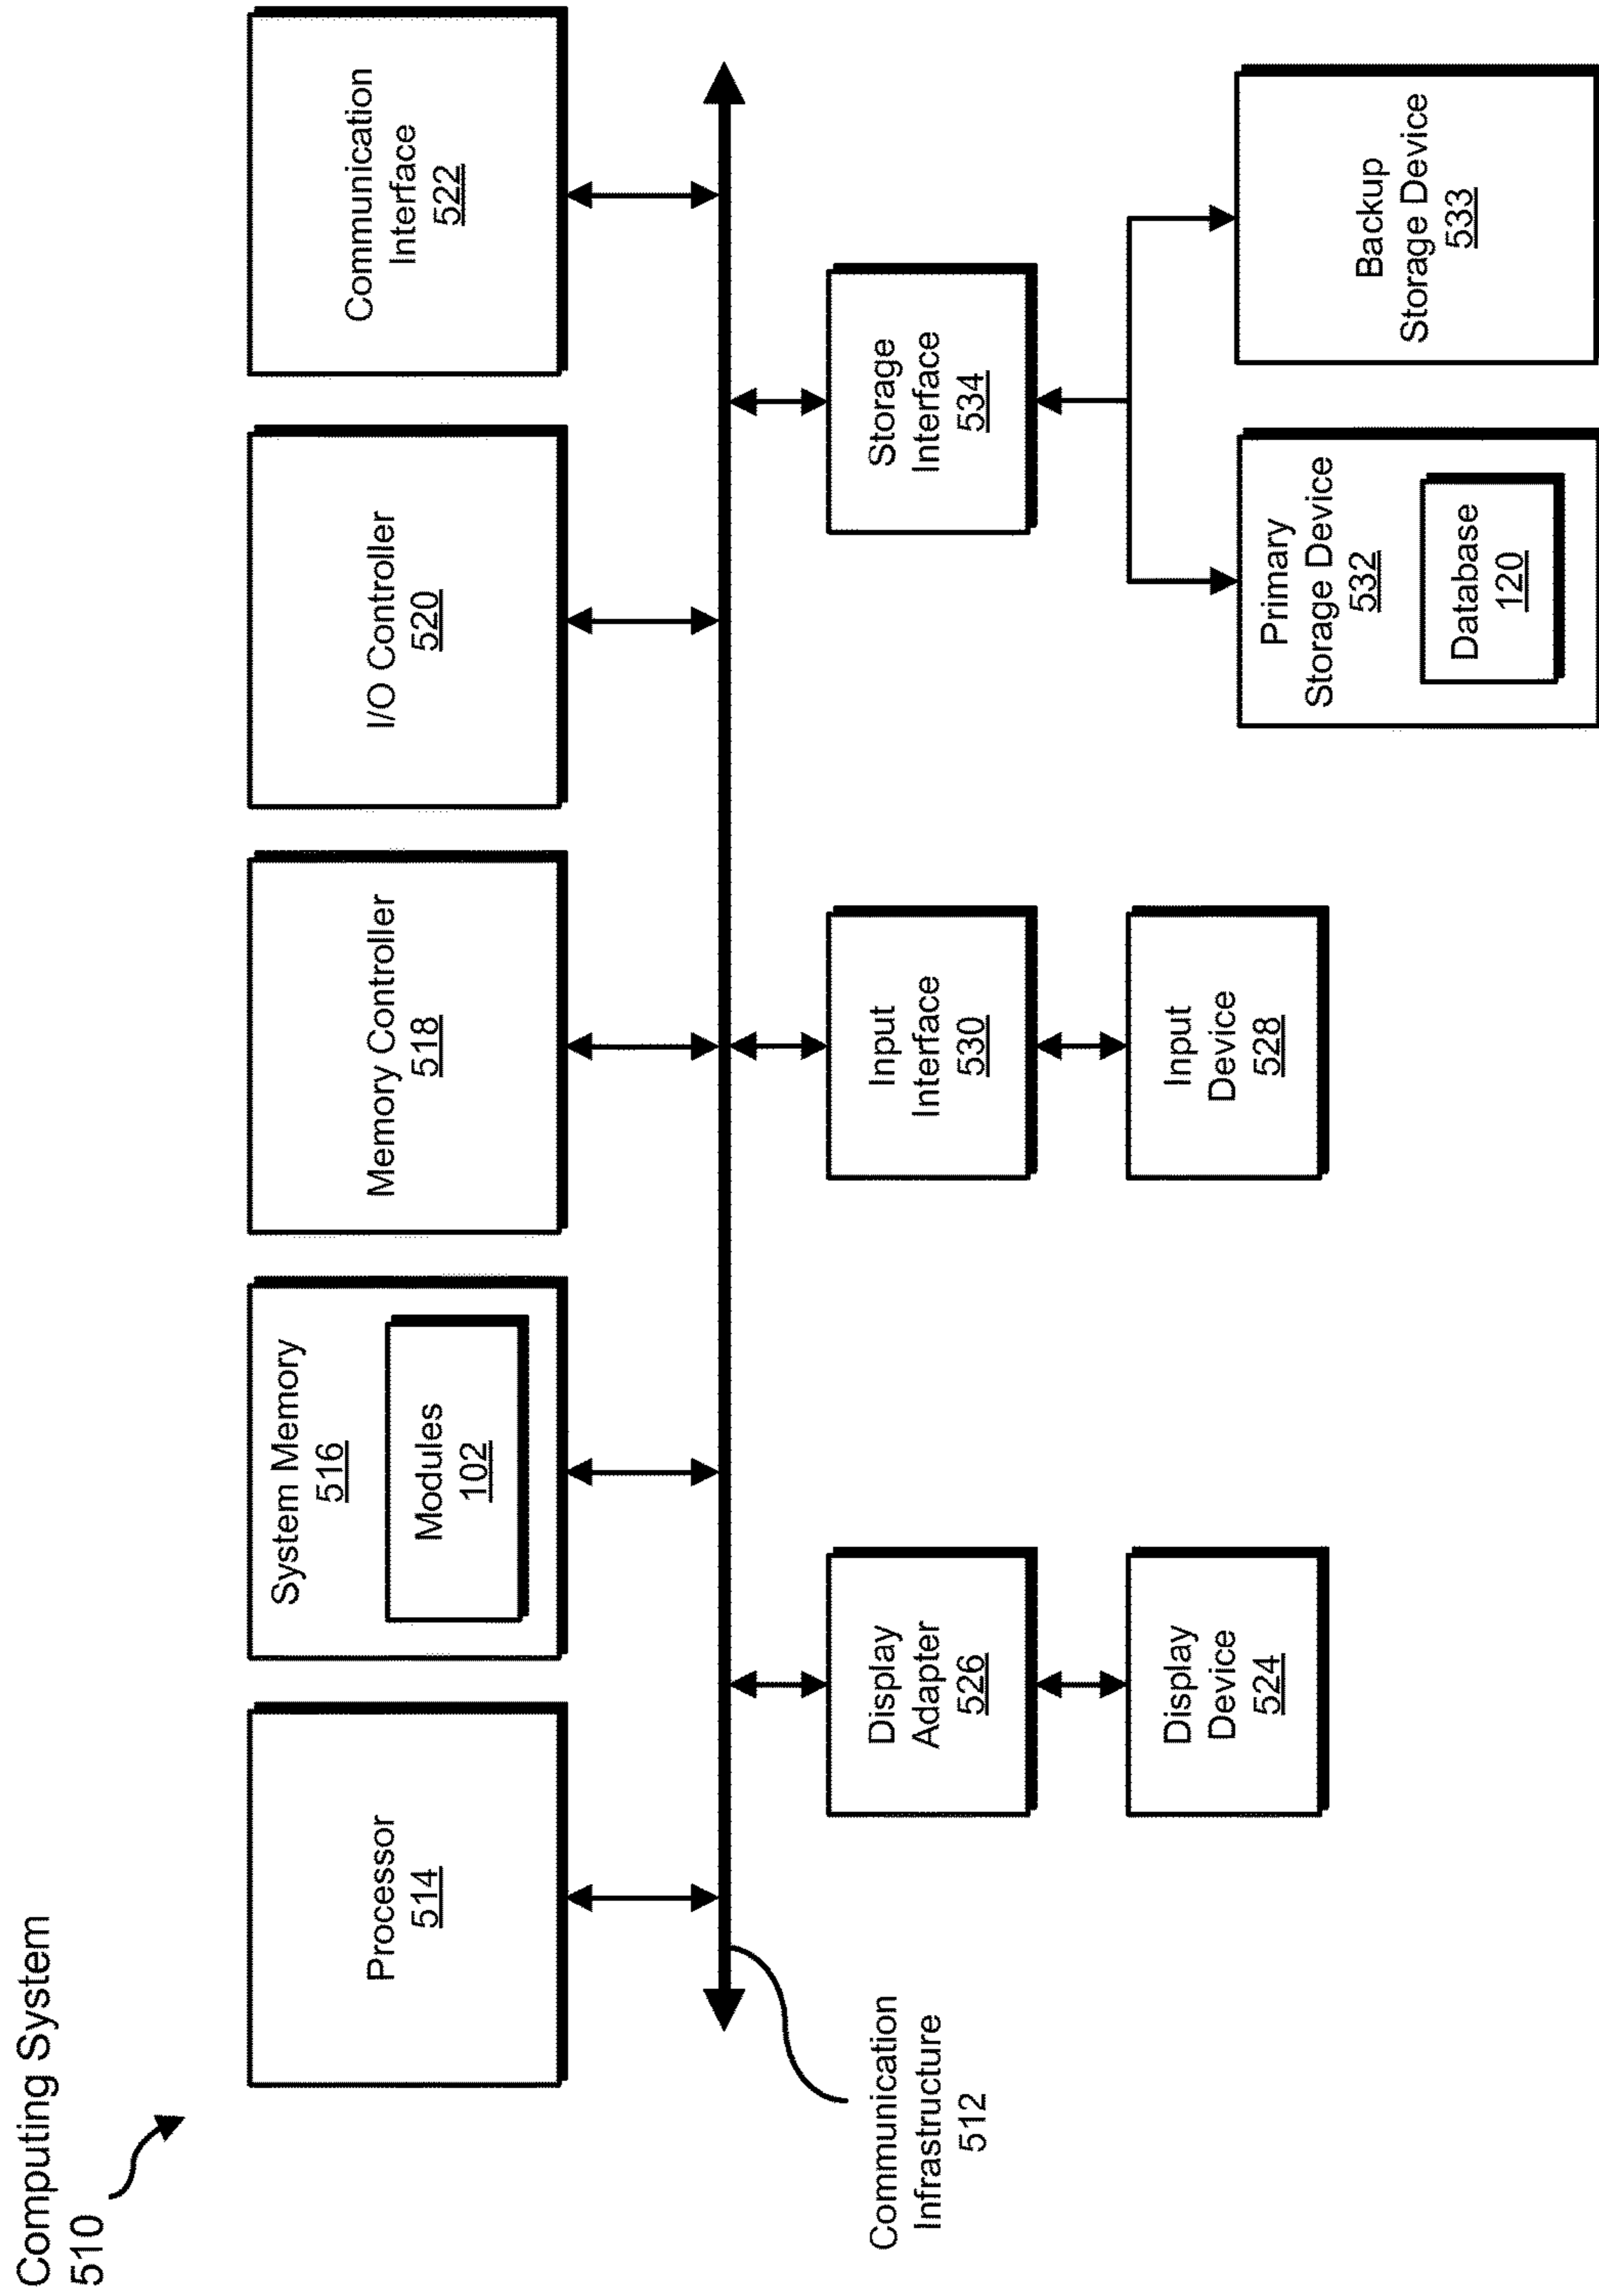 Computing System
510
Processor
514
System Memory
516
Modules
102
Memory Controller
518
I/O Controller
520
Communication
Interface
522
Communication
Infrastructure
512
Display
Adapter
526
Input
Interface
530
Storage
Interface
534
Display
Device
524
Input
Device
528
Primary
Storage Device
532
Database
120
Backup
Storage Device
533